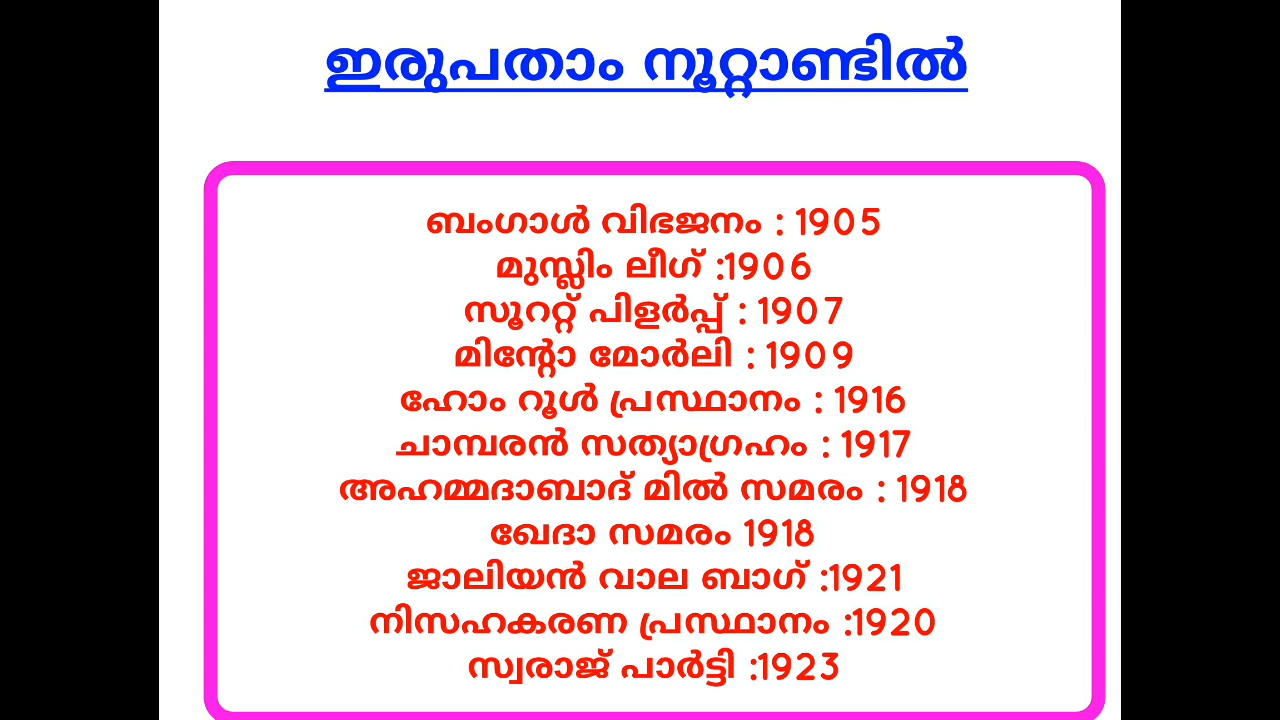 ഇരുപതാം നൂറ്റാണ്ടിൽ
ബംഗാൾ വിഭജനം : 1905
മുസ്ലിം ലീഗ് :1906
സൂററ്റ് പിളർപ്പ് : 1907
മിന്റോ മോർലി : 1909
ഹോം റൂൾ പ്രസ്ഥാനം : 1916
ചാമ്പരൻ സത്യാഗ്രഹം : 1917
അഹമ്മദാബാദ് മിൽ സമരം : 1918
ഖേദാ സമരം 1918
ജാലിയൻ വാല ബാഗ് :1921
നിസഹകരണ പ്രസ്ഥാനം :1920
സ്വരാജ് പാർട്ടി :1923